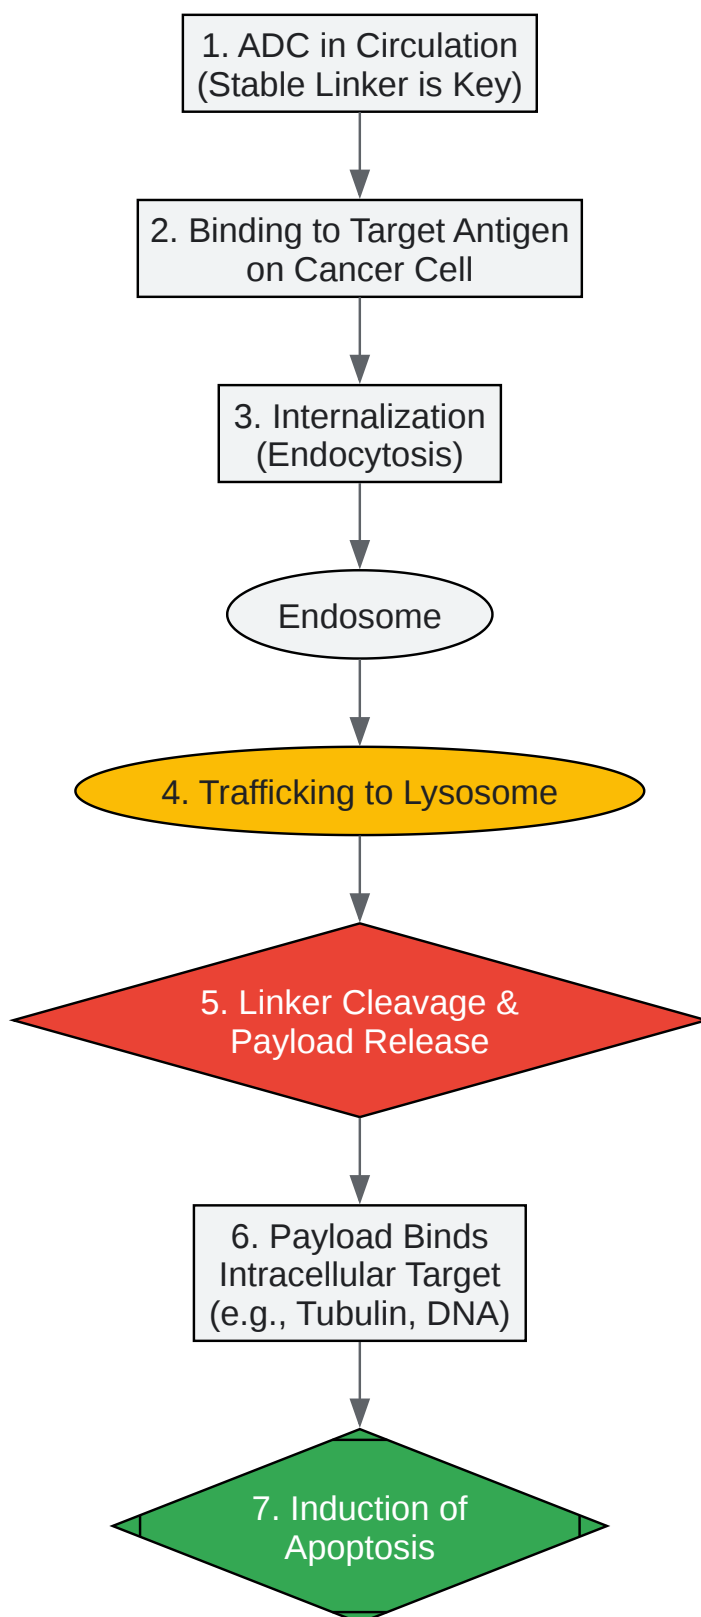 1. ADC in Circulation
(Stable Linker is Key)
2. Binding to Target Antigen
on Cancer Cell
3. Internalization
(Endocytosis)
Endosome
4. Trafficking to Lysosome
5. Linker Cleavage &
Payload Release
6. Payload Binds
Intracellular Target
(e.g., Tubulin, DNA)
7. Induction of
Apoptosis